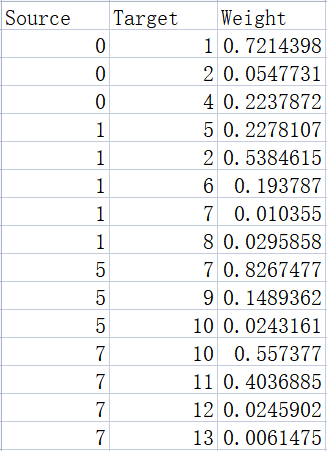 Source Target Weight
0 1 0.7214398
0 2 0.0547731
0 4 0.2237872
1 5 0.2278107
1 2 0.5384615
1 6 0.193787
1 7 0.010355
1 8 0.0295858
5 7 0.8267477
5 9 0.1489362
5 10 0.0243161
7 10 0.557377
7 11 0.4036885
7 12 0.0245902
7 13 0.0061475